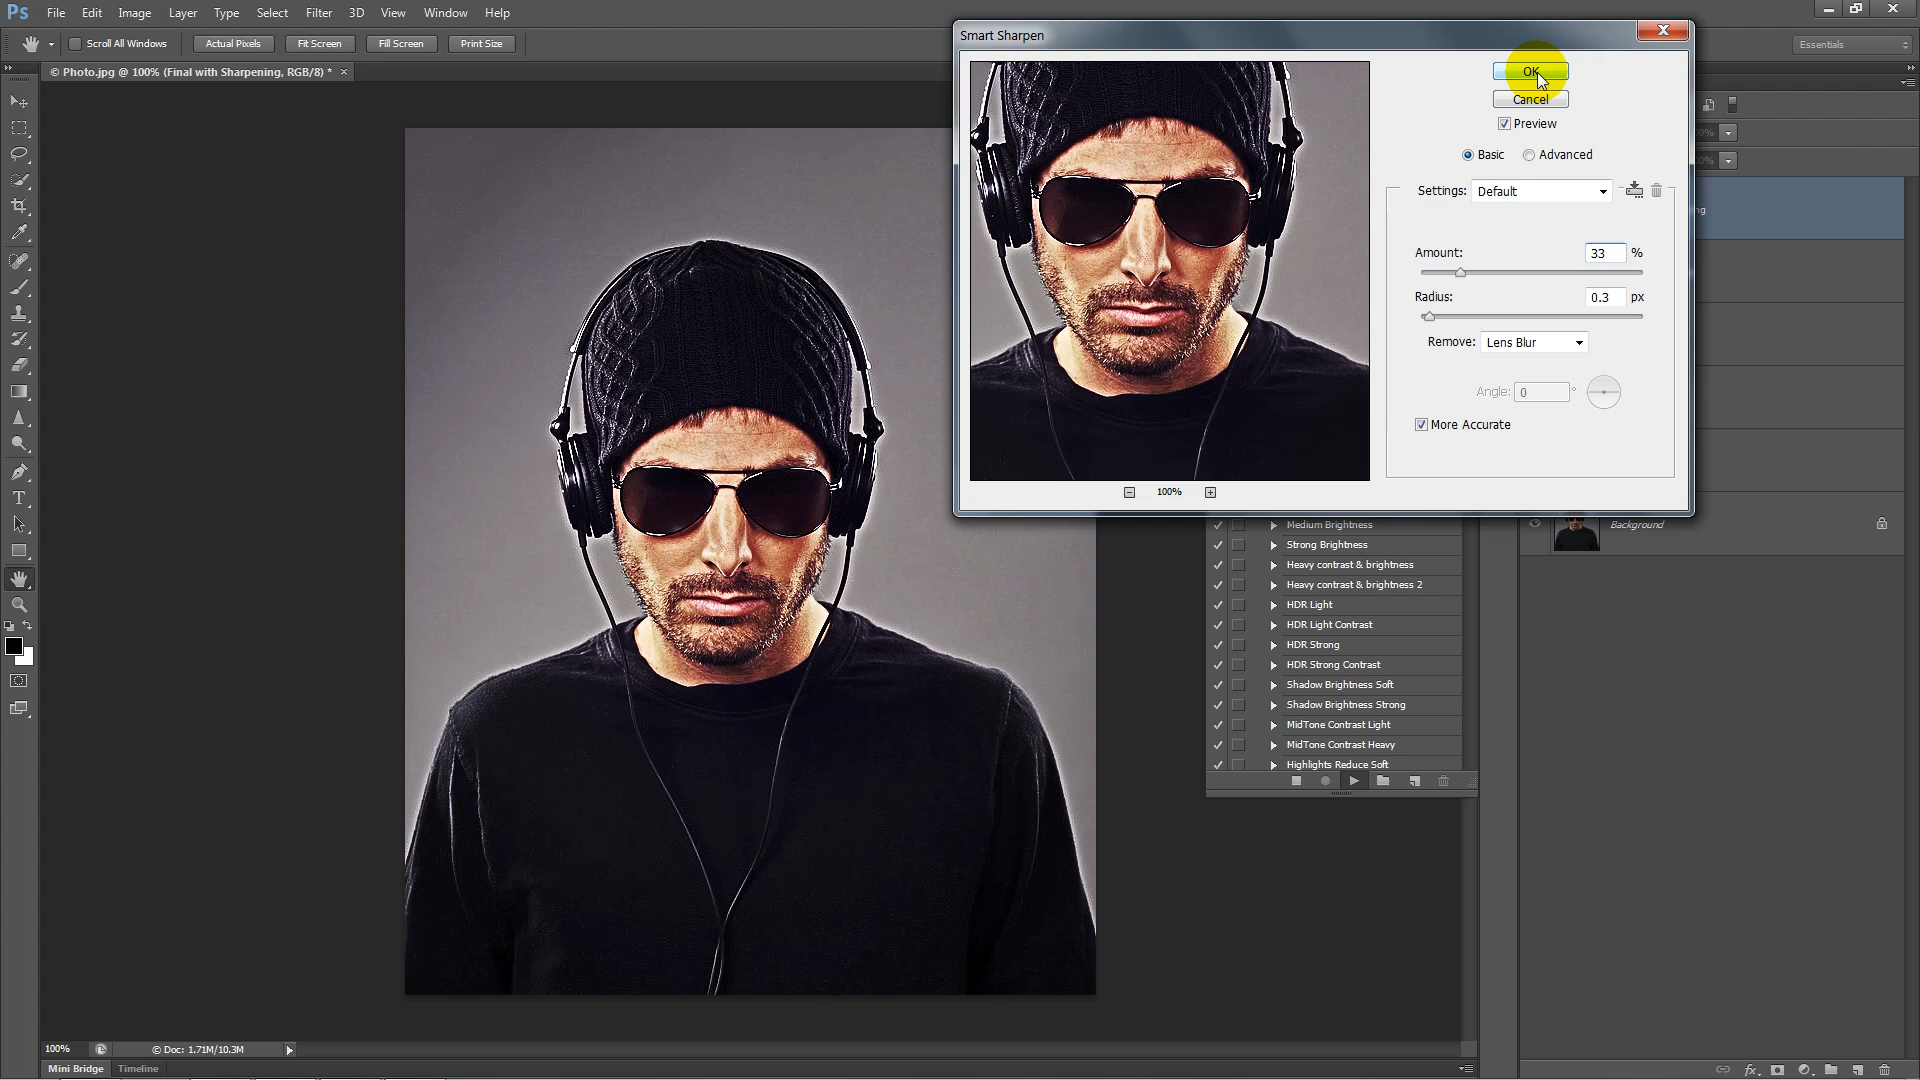 Ps File Edit Image Layer Type Select Filter 3D View Window Help
Scroll All Windows Actual Pixels Fit Screen Fill Screen Print Size
Essentials
© Photo.jpg @ 100% (Final with Sharpening, RGB/8) * ×
Smart Sharpen
OK
Cancel
Preview
Basic Advanced
Settings: Default
Amount: 33 %
Radius: 0.3 px
Remove: Lens Blur
Angle: 0 °
More Accurate
100%
Background
Medium Brightness
Strong Brightness
Heavy contrast & brightness
Heavy contrast & brightness 2
HDR Light
HDR Light Contrast
HDR Strong
HDR Strong Contrast
Shadow Brightness Soft
Shadow Brightness Strong
MidTone Contrast Light
MidTone Contrast Heavy
Highlights Reduce Soft
100% © Doc: 1.71M/10.3M
Mini Bridge Timeline
fx